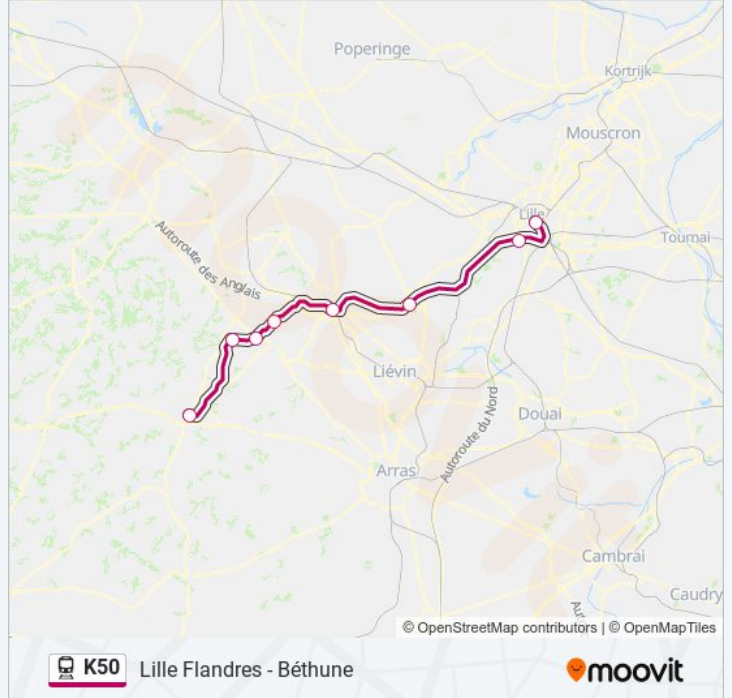 Poperinge
Kortrijk
Mouscron
Lille
Tournai
Autoroute des Anglais
Liévin
Autoroute du Nord
Douai
Arras
Cambrai
Caudry
Aut
© OpenStreetMap contributors | © OpenMapTiles
K50 Lille Flandres - Béthune moovit